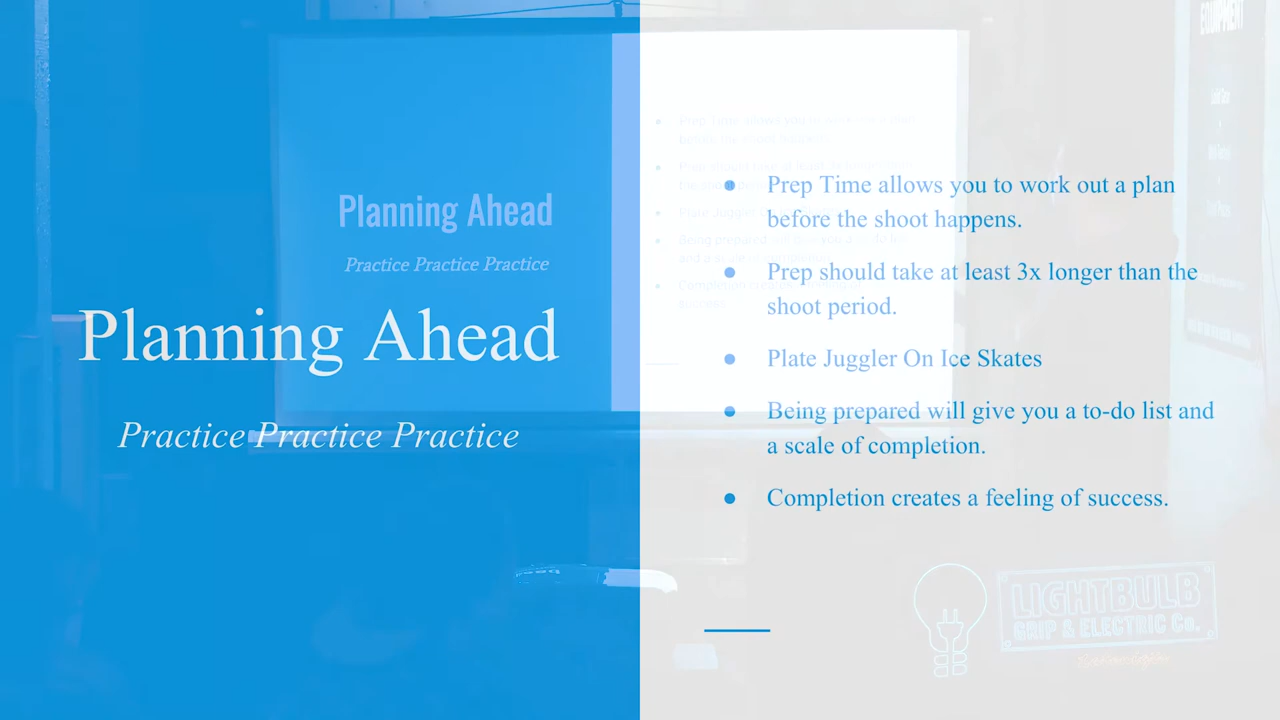 EQUIPMENT
Planning Ahead
Practice Practice Practice
Planning Ahead
Practice Practice Practice
Prep Time allows you to work out a plan
before the shoot happens.
Prep should take at least 3x longer than the
shoot period.
Plate Juggler On Ice Skates
Being prepared will give you a to-do list and
a scale of completion.
Completion creates a feeling of success.
LIGHTBULB
GRIP & ELECTRIC Co.